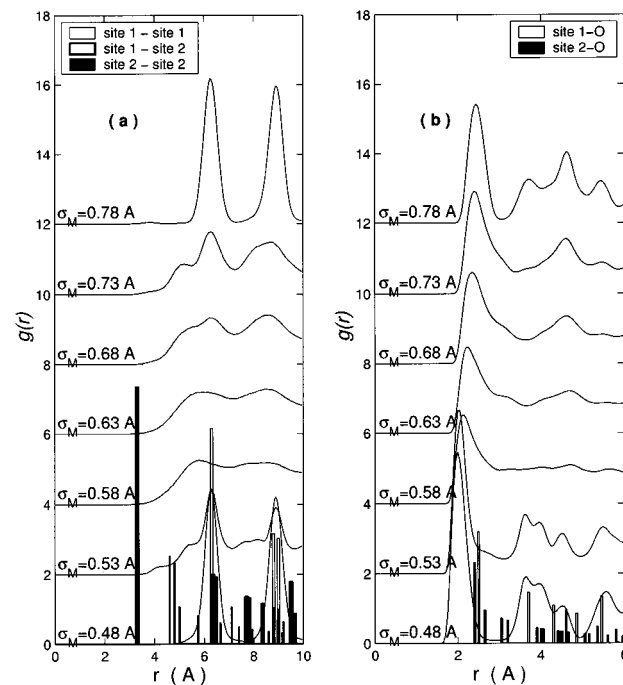 site 1 – site 1
site 1 – site 2
site 2 – site 2
( a )
18
16
14
12
10
8
6
4
2
0
g(r)
σM=0.78 A
σM=0.73 A
σM=0.68 A
σM=0.63 A
σM=0.58 A
σM=0.53 A
σM=0.48 A
0 2 4 6 8 10
r ( A )
site 1–O
site 2–O
( b )
18
16
14
12
10
8
6
4
2
0
g(r)
σM=0.78 A
σM=0.73 A
σM=0.68 A
σM=0.63 A
σM=0.58 A
σM=0.53 A
σM=0.48 A
0 2 4 6
r ( A )